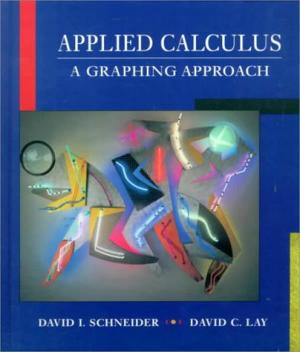 APPLIED CALCULUS
A GRAPHING APPROACH
DAVID I. SCHNEIDER
DAVID C. LAY